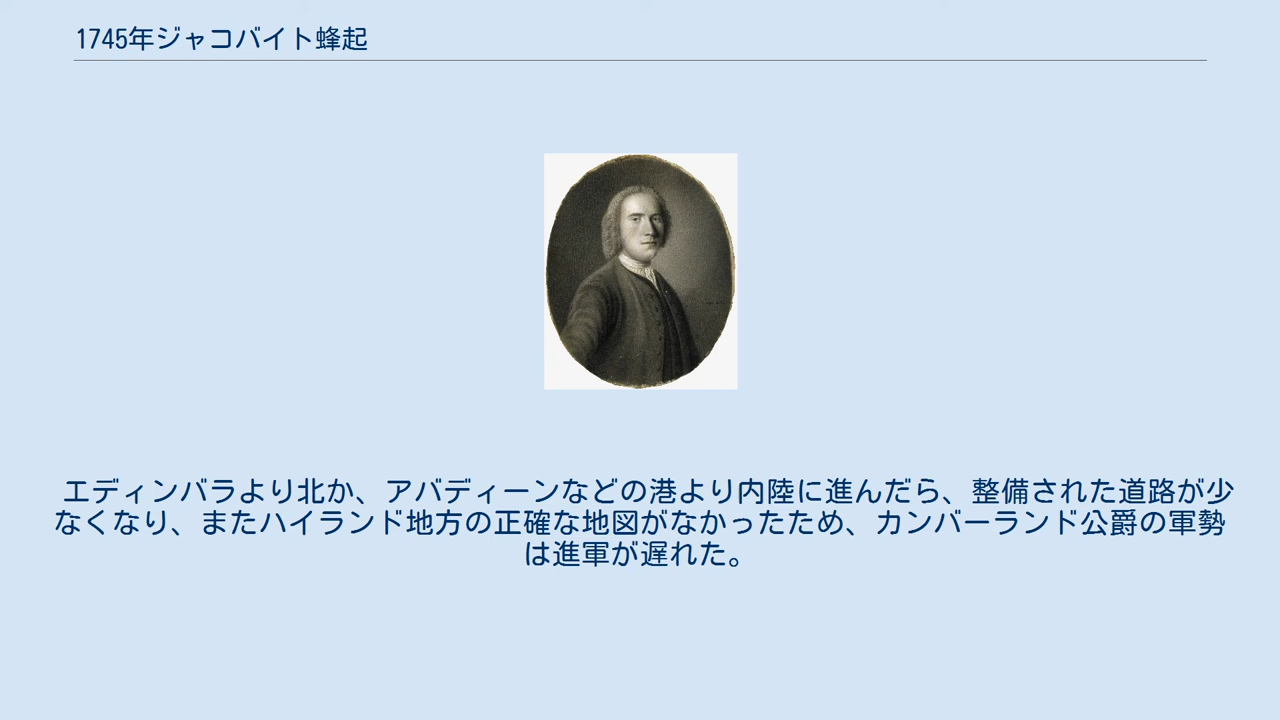 1745年ジャコバイト蜂起
エディンバラより北か、アバディーンなどの港より内陸に進んだら、整備された道路が少
なくなり、またハイランド地方の正確な地図がなかったため、カンバーランド公爵の軍勢
は進軍が遅れた。